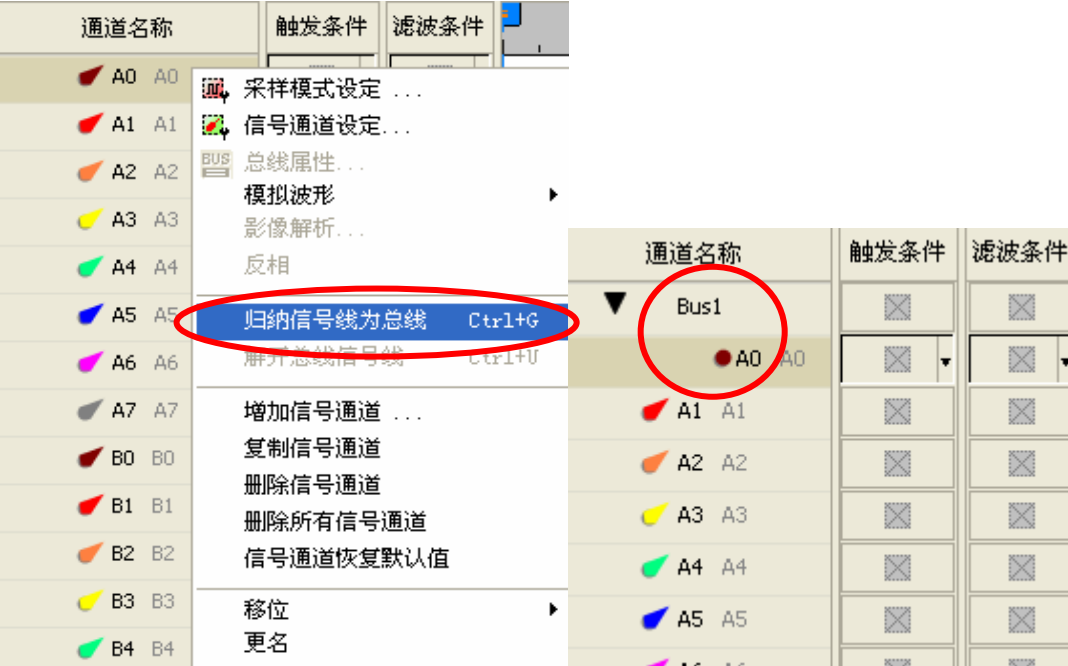 通道名称 触发条件 滤波条件
A0 A0
A1 A1
A2 A2
A3 A3
A4 A4
A5 A5
A6 A6
A7 A7
B0 B0
B1 B1
B2 B2
B3 B3
B4 B4
采样模式设定 ...
信号通道设定...
BUS 总线属性...
模拟波形
影像解析...
反相
归纳信号线为总线 Ctrl+G
解开总线信号线 Ctrl+U
增加信号通道 ...
复制信号通道
删除信号通道
删除所有信号通道
信号通道恢复默认值
移位
更名
通道名称 触发条件 滤波条件
Bus1
A0 A0
A1 A1
A2 A2
A3 A3
A4 A4
A5 A5